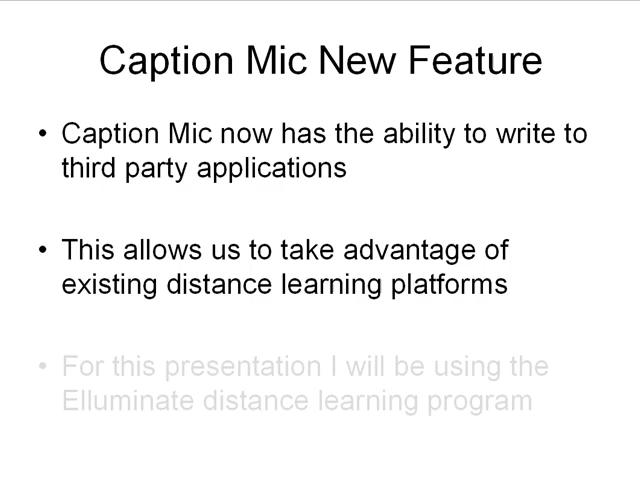 Caption Mic New Feature
• Caption Mic now has the ability to write to
third party applications
• This allows us to take advantage of
existing distance learning platforms
• For this presentation I will be using the
Elluminate distance learning program